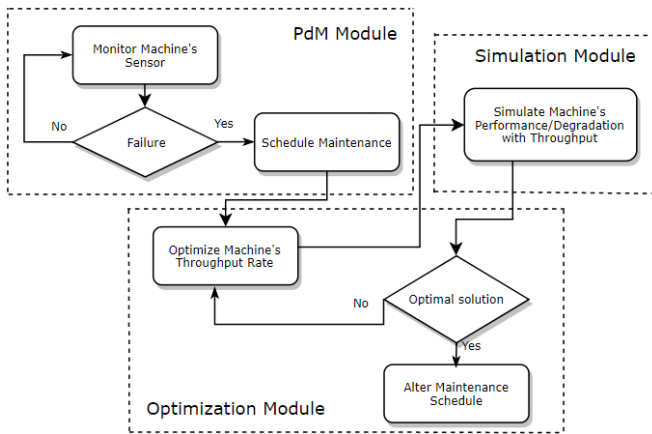 PdM Module
Monitor Machine's
Sensor
No
Failure
Yes
Schedule Maintenance
Simulation Module
Simulate Machine's
Performance/Degradation
with Throughput
Optimize Machine's
Throughput Rate
No
Optimal solution
Yes
Alter Maintenance
Schedule
Optimization Module